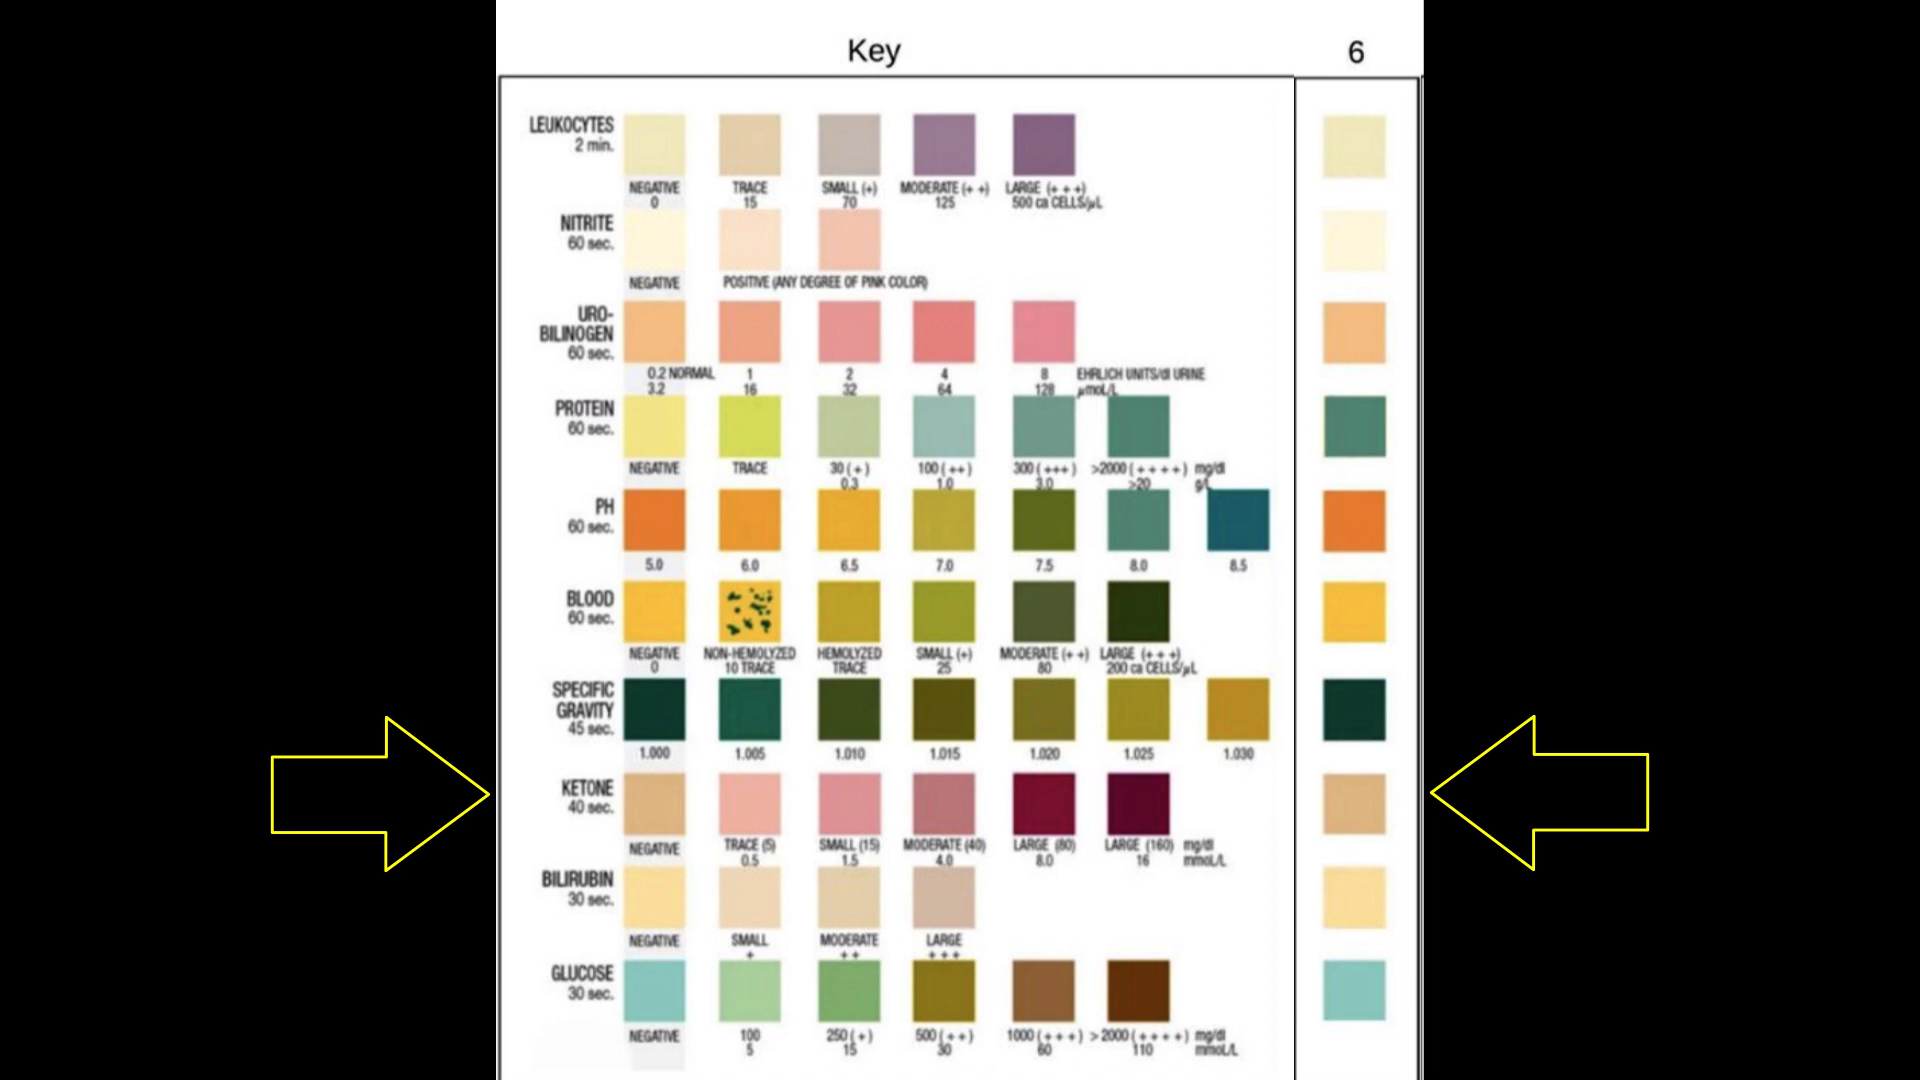 Key 6
LEUKOCYTES
2 min.
NEGATIVE TRACE SMALL (+) MODERATE (+ +) LARGE (+ + +)
0 15 70 125 500 ca CELLS/µL
NITRITE
60 sec.
NEGATIVE POSITIVE (ANY DEGREE OF PINK COLOR)
URO-
BILINOGEN
60 sec.
0.2 NORMAL 1 2 4 8 EHRLICH UNITS/dl URINE
3.2 16 32 64 128 µmoL/L
PROTEIN
60 sec.
NEGATIVE TRACE 30 ( + ) 100 ( ++ ) 300 ( +++ ) >2000 ( + + + + ) mg/dl
0.3 1.0 3.0 >20 g/L
PH
60 sec.
5.0 6.0 6.5 7.0 7.5 8.0 8.5
BLOOD
60 sec.
NEGATIVE NON-HEMOLYZED HEMOLYZED SMALL (+) MODERATE (+ +) LARGE (+ + +)
0 10 TRACE TRACE 25 80 200 ca CELLS/µL
SPECIFIC
GRAVITY
45 sec.
1.000 1.005 1.010 1.015 1.020 1.025 1.030
KETONE
40 sec.
NEGATIVE TRACE (5) SMALL (15) MODERATE (40) LARGE (80) LARGE (160) mg/dl
0.5 1.5 4.0 8.0 16 mmoL/L
BILIRUBIN
30 sec.
NEGATIVE SMALL MODERATE LARGE
+ + + + + +
GLUCOSE
30 sec.
NEGATIVE 100 250 ( + ) 500 ( + + ) 1000 ( + + + ) > 2000 ( + + + + ) mg/dl
5 15 30 60 110 mmoL/L